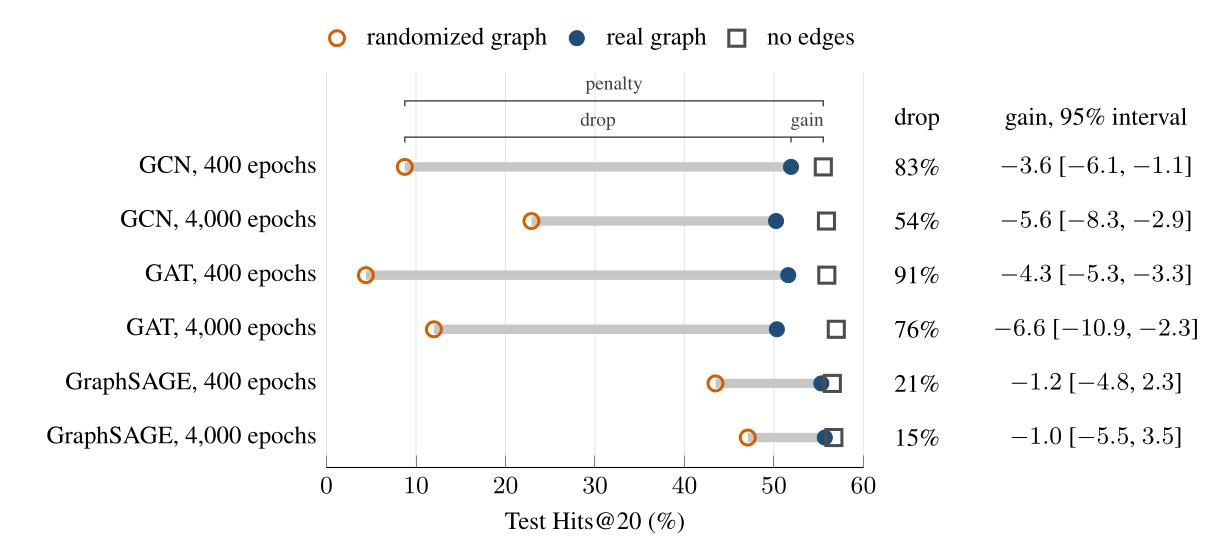 randomized graph real graph no edges
penalty
drop gain
drop gain, 95% interval
GCN, 400 epochs 83% −3.6 [−6.1, −1.1]
GCN, 4,000 epochs 54% −5.6 [−8.3, −2.9]
GAT, 400 epochs 91% −4.3 [−5.3, −3.3]
GAT, 4,000 epochs 76% −6.6 [−10.9, −2.3]
GraphSAGE, 400 epochs 21% −1.2 [−4.8, 2.3]
GraphSAGE, 4,000 epochs 15% −1.0 [−5.5, 3.5]
0 10 20 30 40 50 60
Test Hits@20 (%)